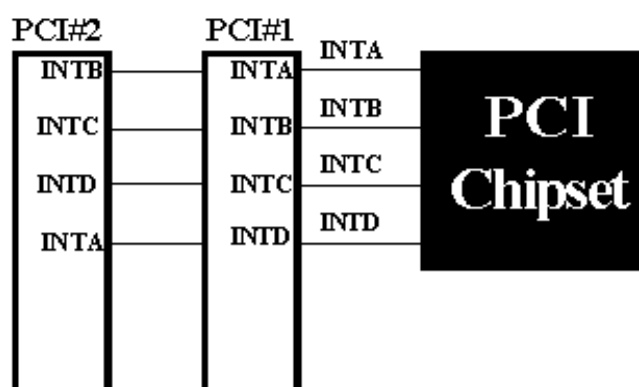 PCI#2
PCI#1
INTB
INTC
INTD
INTA
INTA
INTB
INTC
INTD
INTA
INTB
INTC
INTD
PCI
Chipset